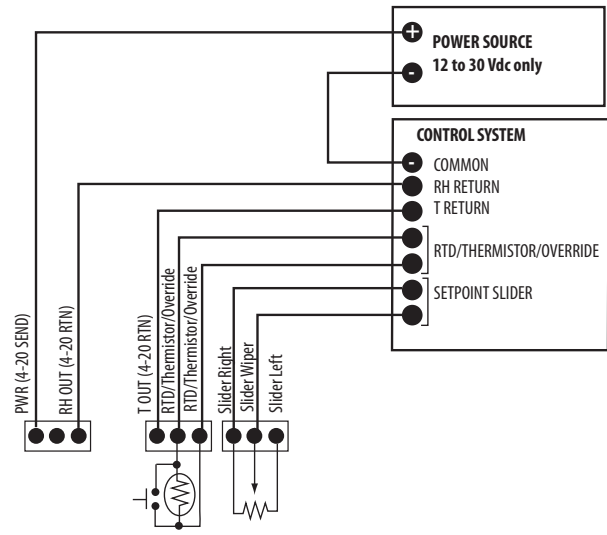 +
POWER SOURCE
12 to 30 Vdc only
-
CONTROL SYSTEM
-
COMMON
RH RETURN
T RETURN
RTD/THERMISTOR/OVERRIDE
SETPOINT SLIDER
PWR (4-20 SEND)
RH OUT (4-20 RTN)
T OUT (4-20 RTN)
RTD/Thermistor/Override
RTD/Thermistor/Override
Slider Right
Slider Wiper
Slider Left